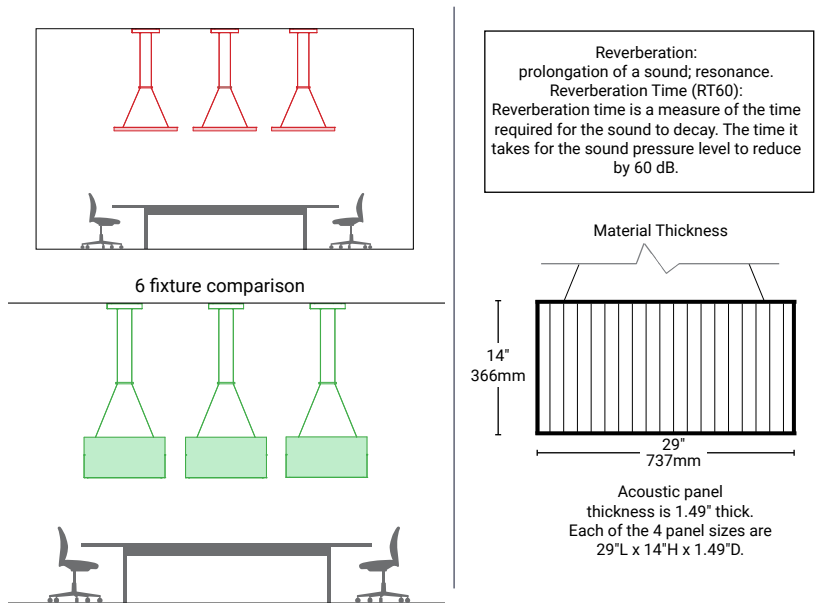 6 fixture comparison
Reverberation:
prolongation of a sound; resonance.
Reverberation Time (RT60):
Reverberation time is a measure of the time
required for the sound to decay. The time it
takes for the sound pressure level to reduce
by 60 dB.
Material Thickness
14"
366mm
29"
737mm
Acoustic panel
thickness is 1.49" thick.
Each of the 4 panel sizes are
29"L x 14"H x 1.49"D.